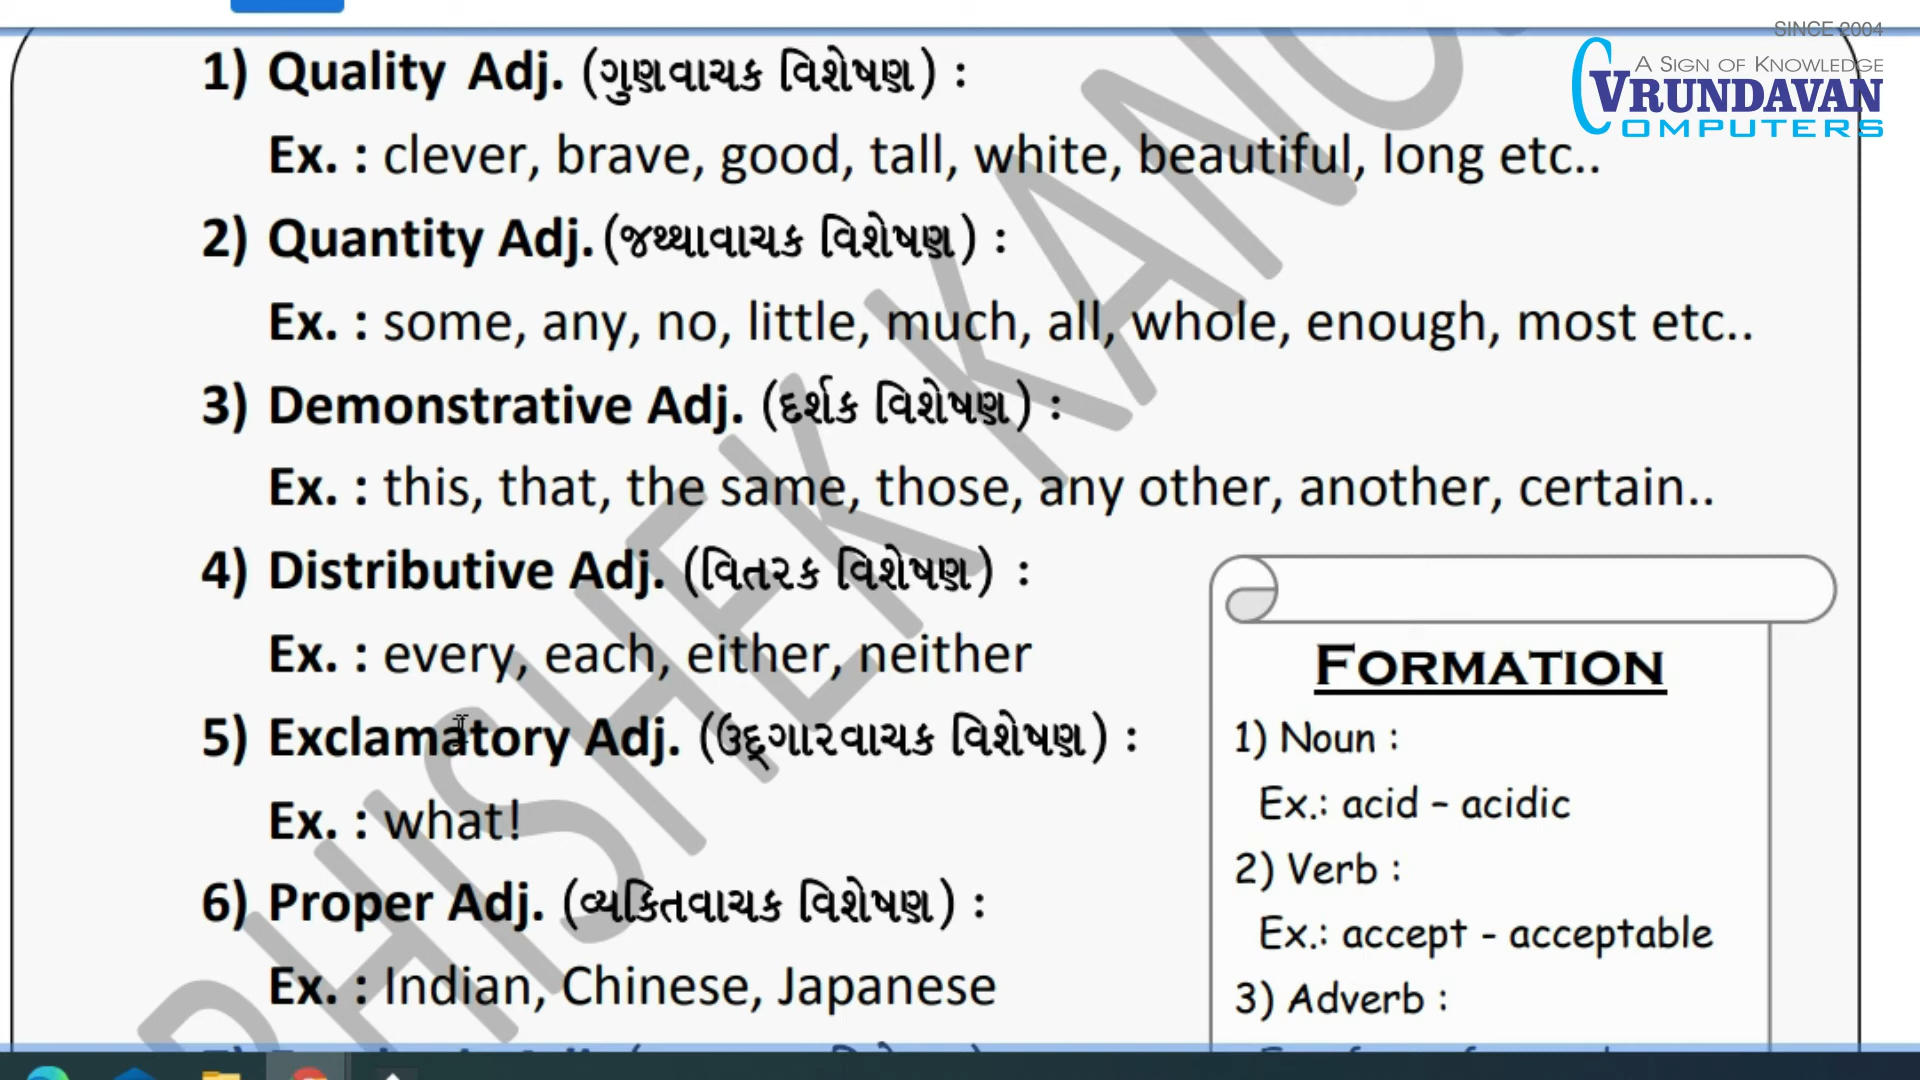 SINCE 2004
A SIGN OF KNOWLEDGE
VRUNDAVAN
COMPUTERS
1) Quality Adj. (ગુણવાચક વિશેષણ) :
Ex. : clever, brave, good, tall, white, beautiful, long etc..
2) Quantity Adj. (જથ્થાવાચક વિશેષણ) :
Ex. : some, any, no, little, much, all, whole, enough, most etc..
3) Demonstrative Adj. (દર્શક વિશેષણ) :
Ex. : this, that, the same, those, any other, another, certain..
4) Distributive Adj. (વિતરક વિશેષણ) :
Ex. : every, each, either, neither
5) Exclamatory Adj. (ઉદ્‌ગારવાચક વિશેષણ) :
Ex. : what!
6) Proper Adj. (વ્યકિતવાચક વિશેષણ) :
Ex. : Indian, Chinese, Japanese
FORMATION
1) Noun :
Ex.: acid – acidic
2) Verb :
Ex.: accept - acceptable
3) Adverb :